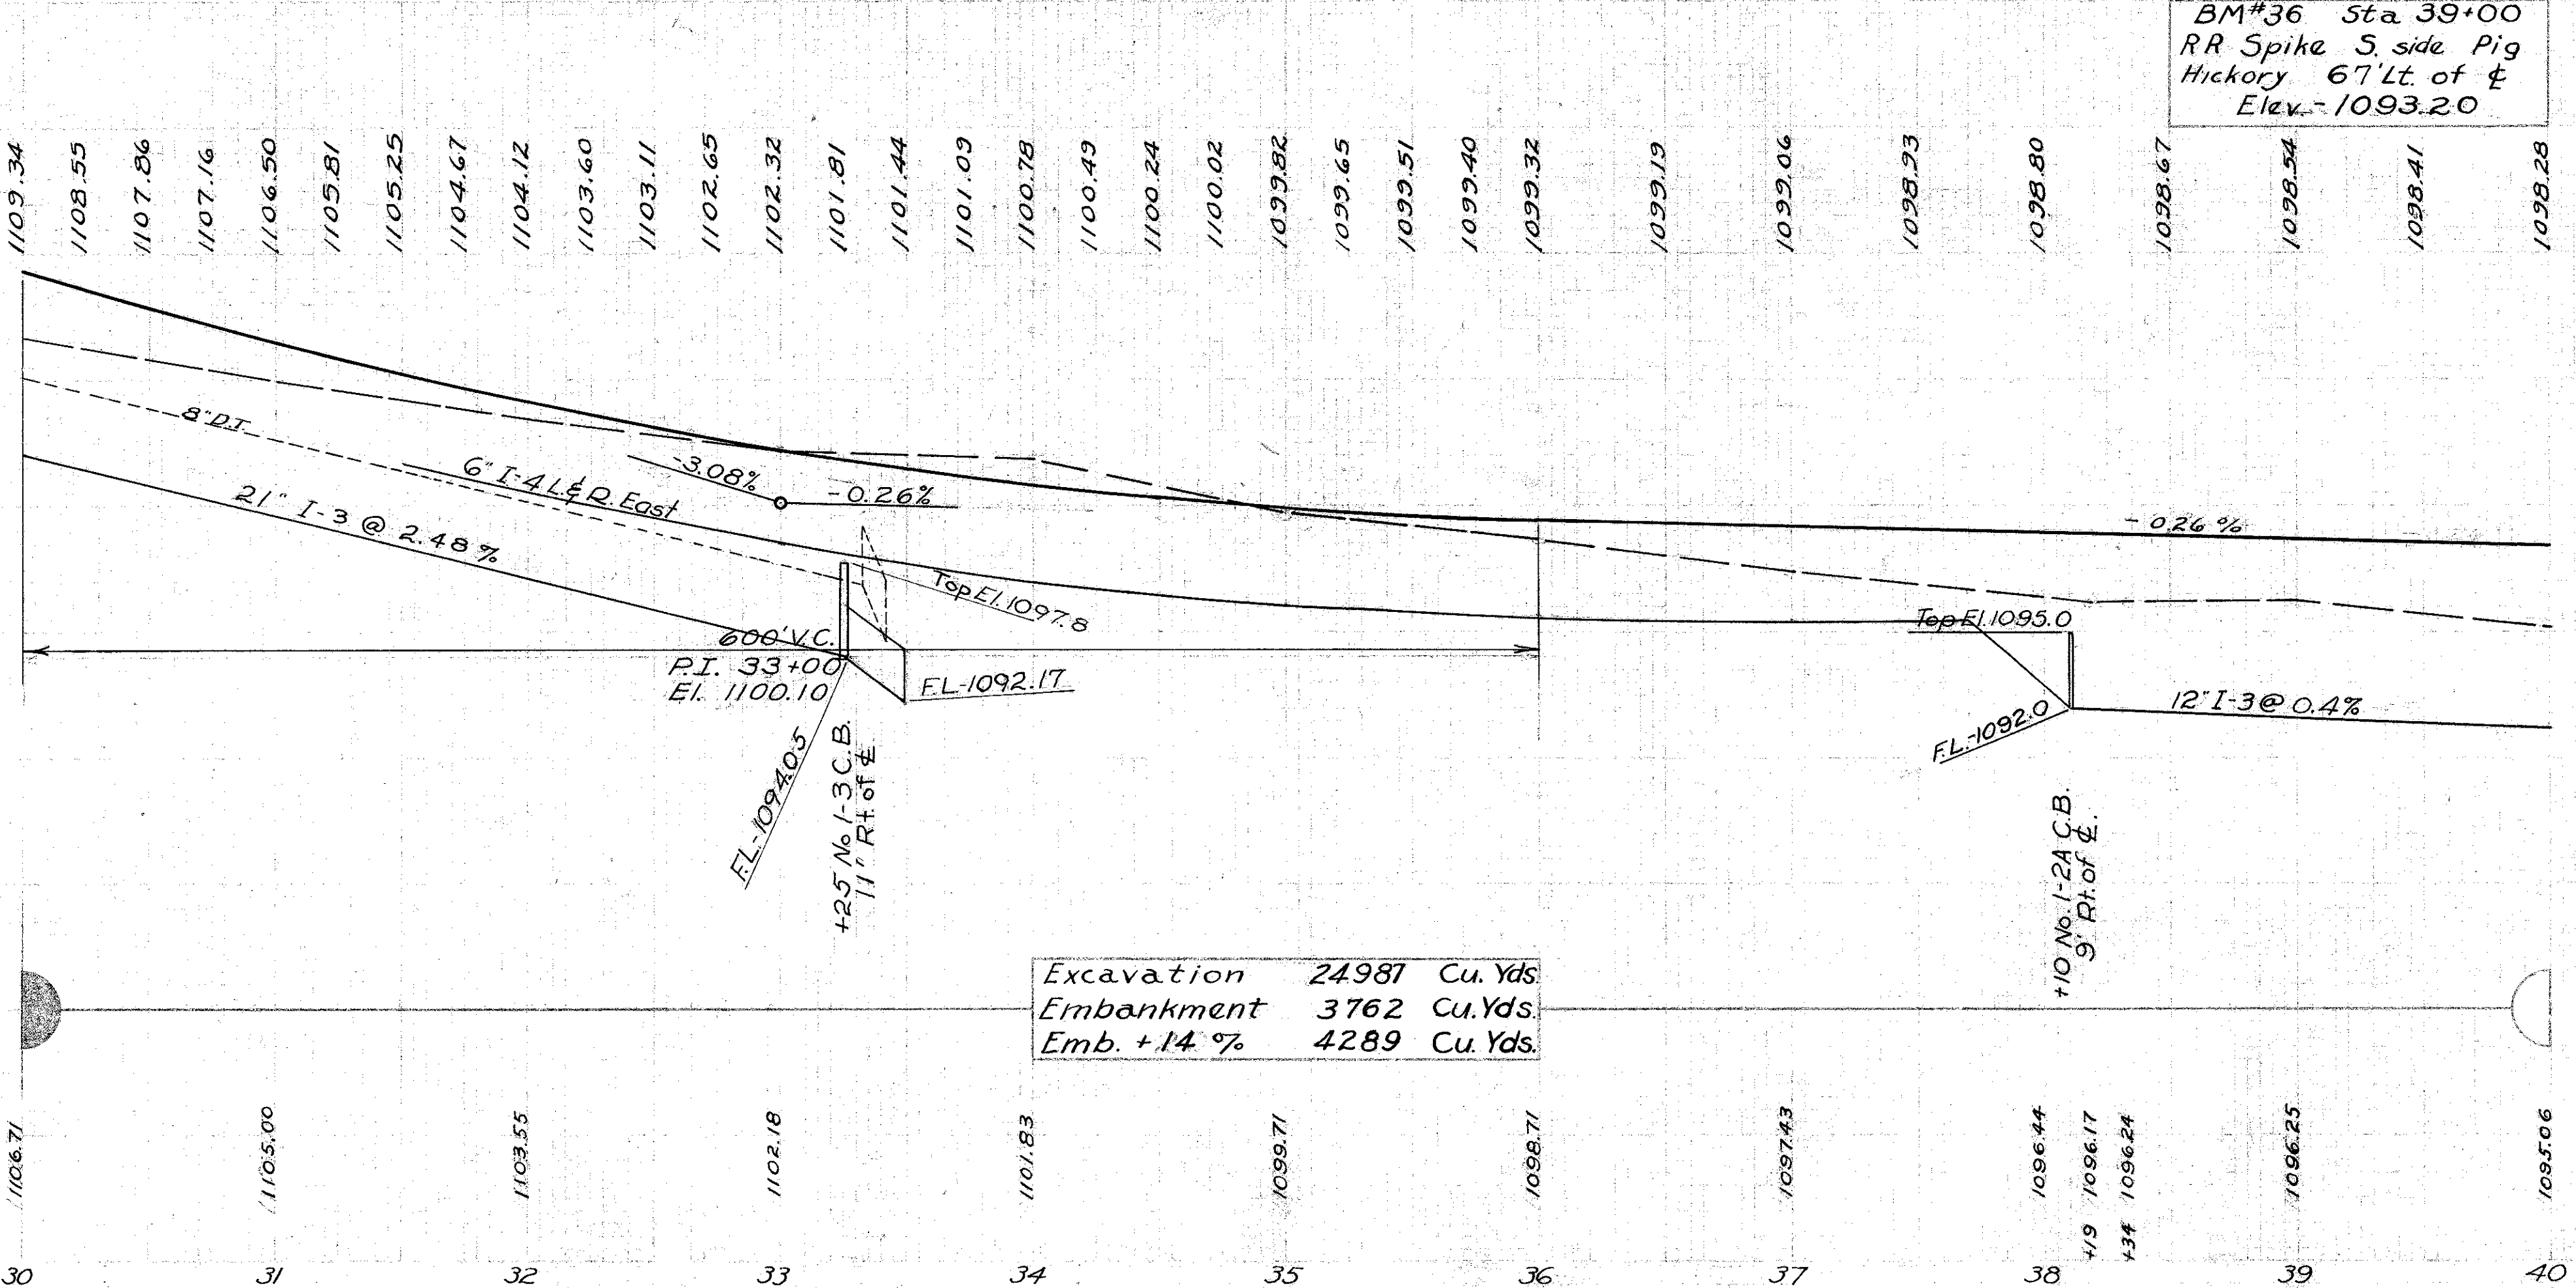 BM#36 Sta 39+00
RR Spike S. side Pig
Hickory 67' Lt. of ℄
Elev.- 1093.20
1109.34
1108.55
1107.86
1107.16
1106.50
1105.81
1105.25
1104.67
1104.12
1103.60
1103.11
1102.65
1102.32
1101.81
1101.44
1101.09
1100.78
1100.49
1100.24
1100.02
1099.82
1099.65
1099.51
1099.40
1099.32
1099.19
1099.06
1098.93
1098.80
1098.67
1098.54
1098.41
1098.28
8" D.T.
6" I-4 L.& R. East
21" I-3 @ 2.48 %
-3.08%
-0.26%
- 0.26 %
Top El. 1097.8
Top El. 1095.0
600' V.C.
P.I. 33+00
El. 1100.10
F.L-1092.17
F.L.-1094.05
+25 No 1-3 C.B.
11" Rt. of ℄
12" I-3 @ 0.4%
F.L.-1092.0
+10 No. 1-2A C.B.
9' Rt. of ℄.
Excavation 24987 Cu. Yds.
Embankment 3762 Cu. Yds.
Emb. + 14 % 4289 Cu. Yds.
1106.71
1105.00
1103.55
1102.18
1101.83
1099.71
1098.71
1097.43
1096.44
+19 1096.17
+34 1096.24
1096.25
1095.06
30 31 32 33 34 35 36 37 38 39 40